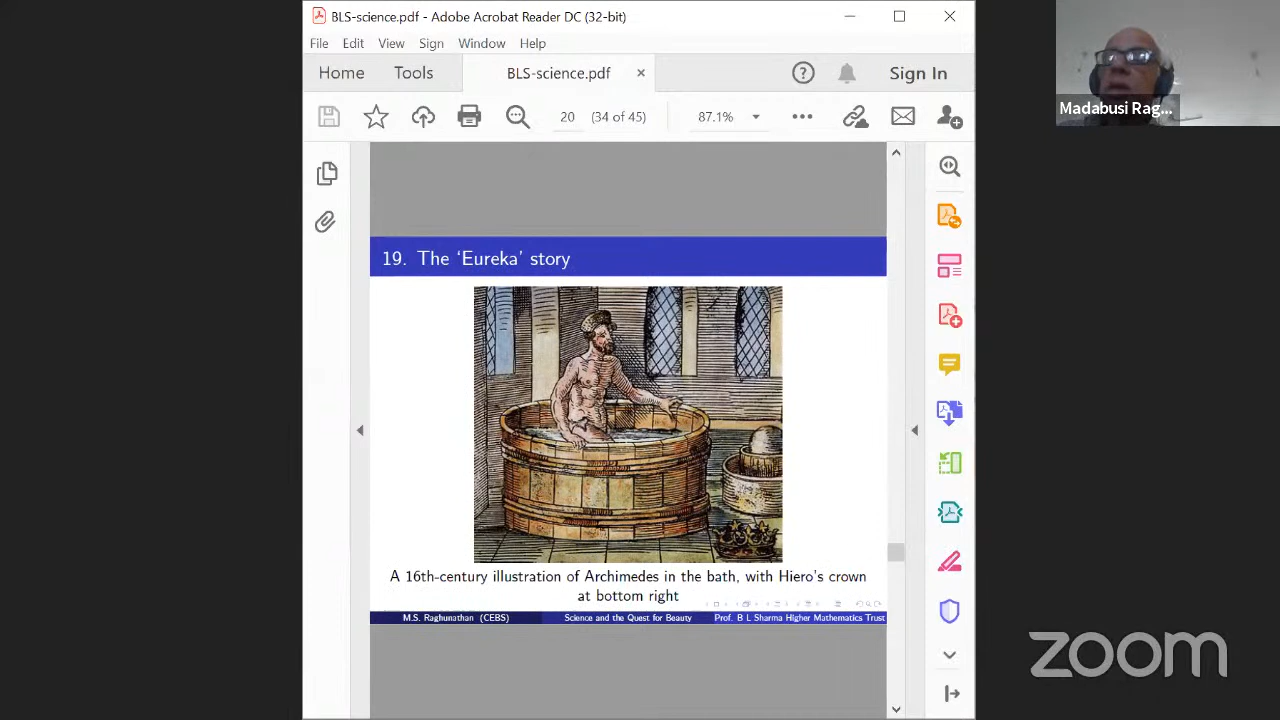 BLS-science.pdf - Adobe Acrobat Reader DC (32-bit)
File Edit View Sign Window Help
Home Tools BLS-science.pdf Sign In
20 (34 of 45) 87.1%
19. The ‘Eureka’ story
A 16th-century illustration of Archimedes in the bath, with Hiero's crown
at bottom right
M.S. Raghunathan (CEBS) Science and the Quest for Beauty Prof. B L Sharma Higher Mathematics Trust
Madabusi Rag...
zoom